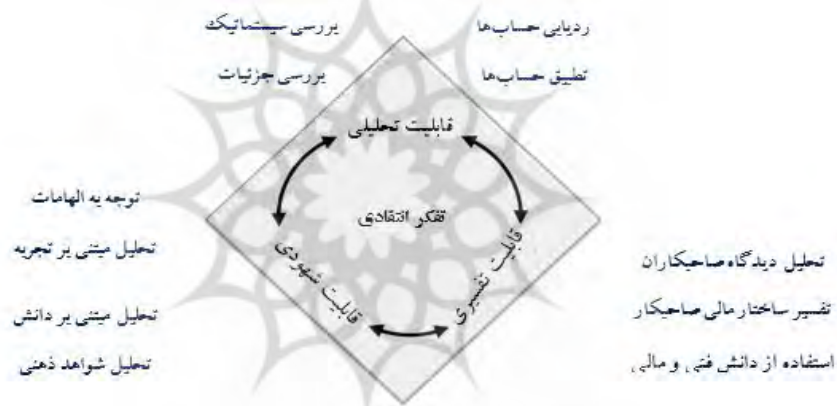 ردیابی حساب‌ها
بررسی سیستماتیک
تطبیق حساب‌ها
بررسی جزئیات
قابلیت تحلیلی
تفکر انتقادی
قابلیت تفسیری
قابلیت شهودی
توجه به الهامات
تحلیل مبتنی بر تجربه
تحلیل مبتنی بر دانش
تحلیل شواهد ذهنی
تحلیل دیدگاه صاحبکاران
تفسیر ساختار مالی صاحبکار
استفاده از دانش فنی و مالی